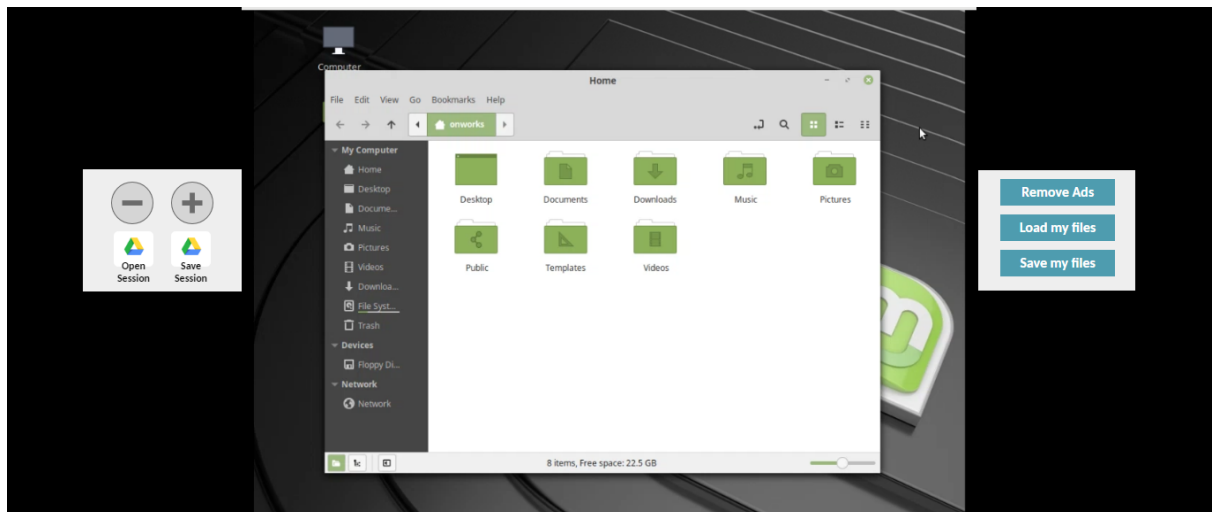 Computer
Home
File Edit View Go Bookmarks Help
onworks
My Computer
Home
Desktop
Docume...
Music
Pictures
Videos
Downloa...
File Syst...
Trash
Devices
Floppy Di...
Network
Network
Desktop Documents Downloads Music Pictures
Public Templates Videos
8 items, Free space: 22.5 GB
Open Session
Save Session
Remove Ads
Load my files
Save my files